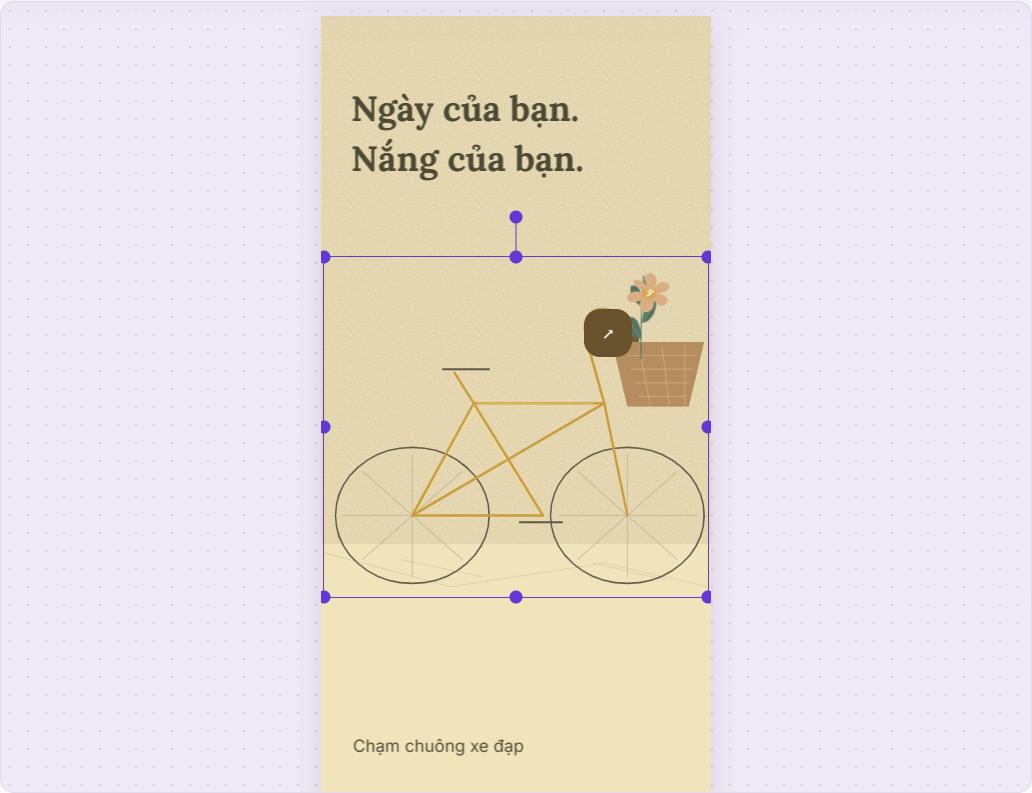 Ngày của bạn.
Nắng của bạn.
Chạm chuông xe đạp